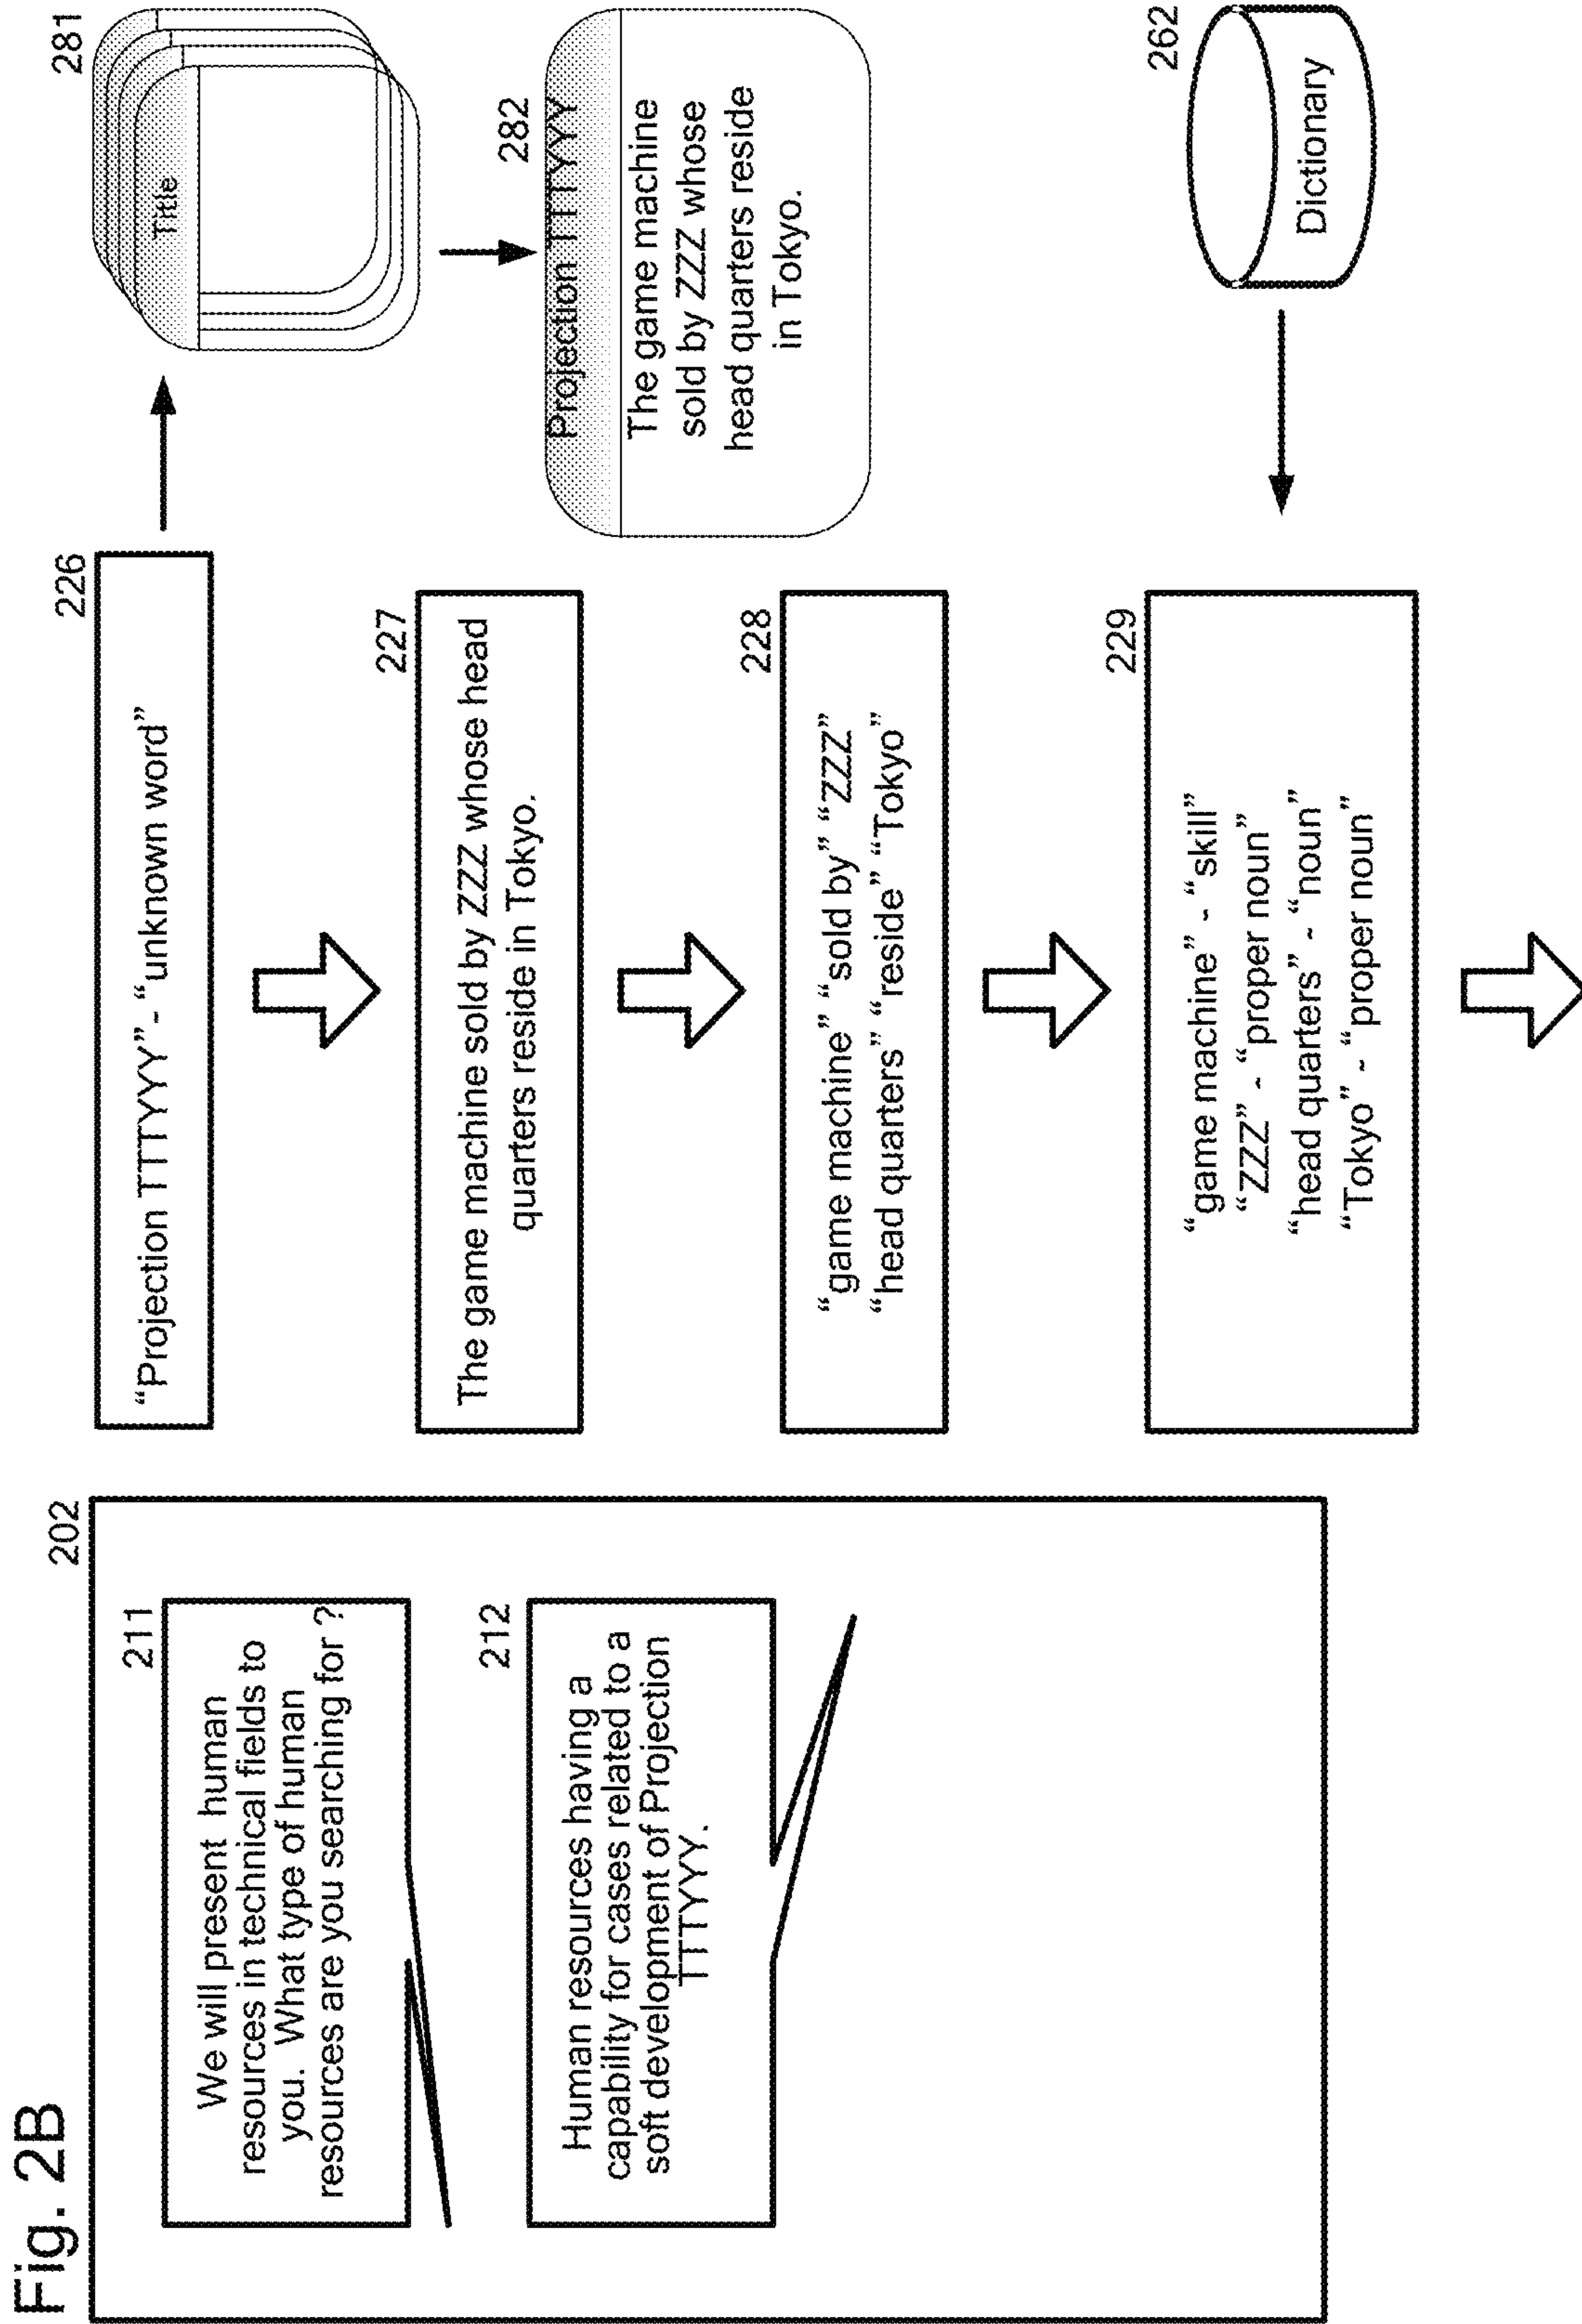 Fig. 2B
202
211
We will present human
resources in technical fields to
you. What type of human
resources are you searching for ?
212
Human resources having a
capability for cases related to a
soft development of Projection
TTTYYY.
226
“Projection TTTYYY” ~ “unknown word”
227
The game machine sold by ZZZ whose head
quarters reside in Tokyo.
228
“game machine” “sold by” “ZZZ”
“head quarters” “reside” “Tokyo”
229
“game machine” ~ “skill”
“ZZZ” ~ “proper noun”
“head quarters” ~ “noun”
“Tokyo” ~ “proper noun”
281
Title
282
Projection TTTYYY
The game machine
sold by ZZZ whose
head quarters reside
in Tokyo.
262
Dictionary